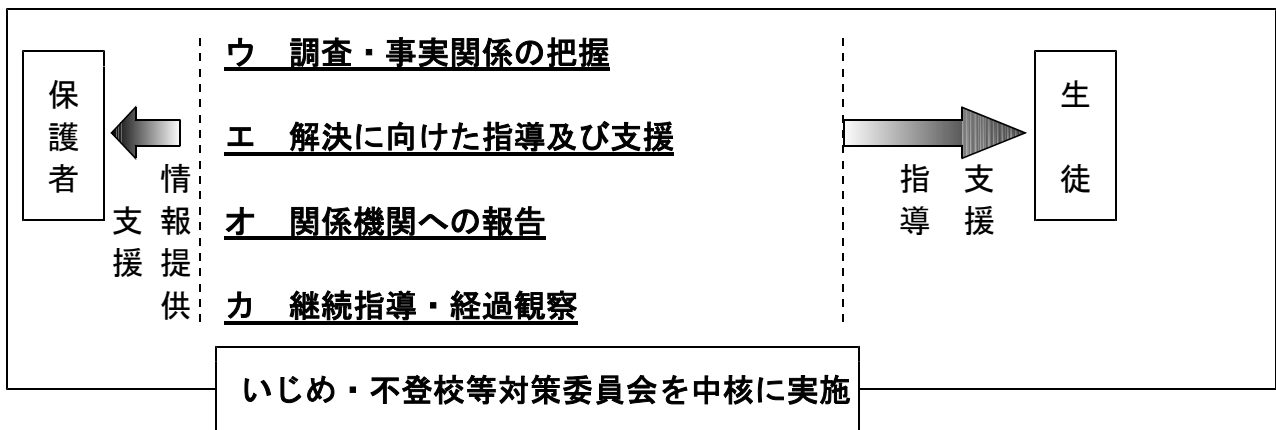 保護者
情報提供
支援
ウ　調査・事実関係の把握
エ　解決に向けた指導及び支援
オ　関係機関への報告
カ　継続指導・経過観察
支援
指導
生徒
いじめ・不登校等対策委員会を中核に実施